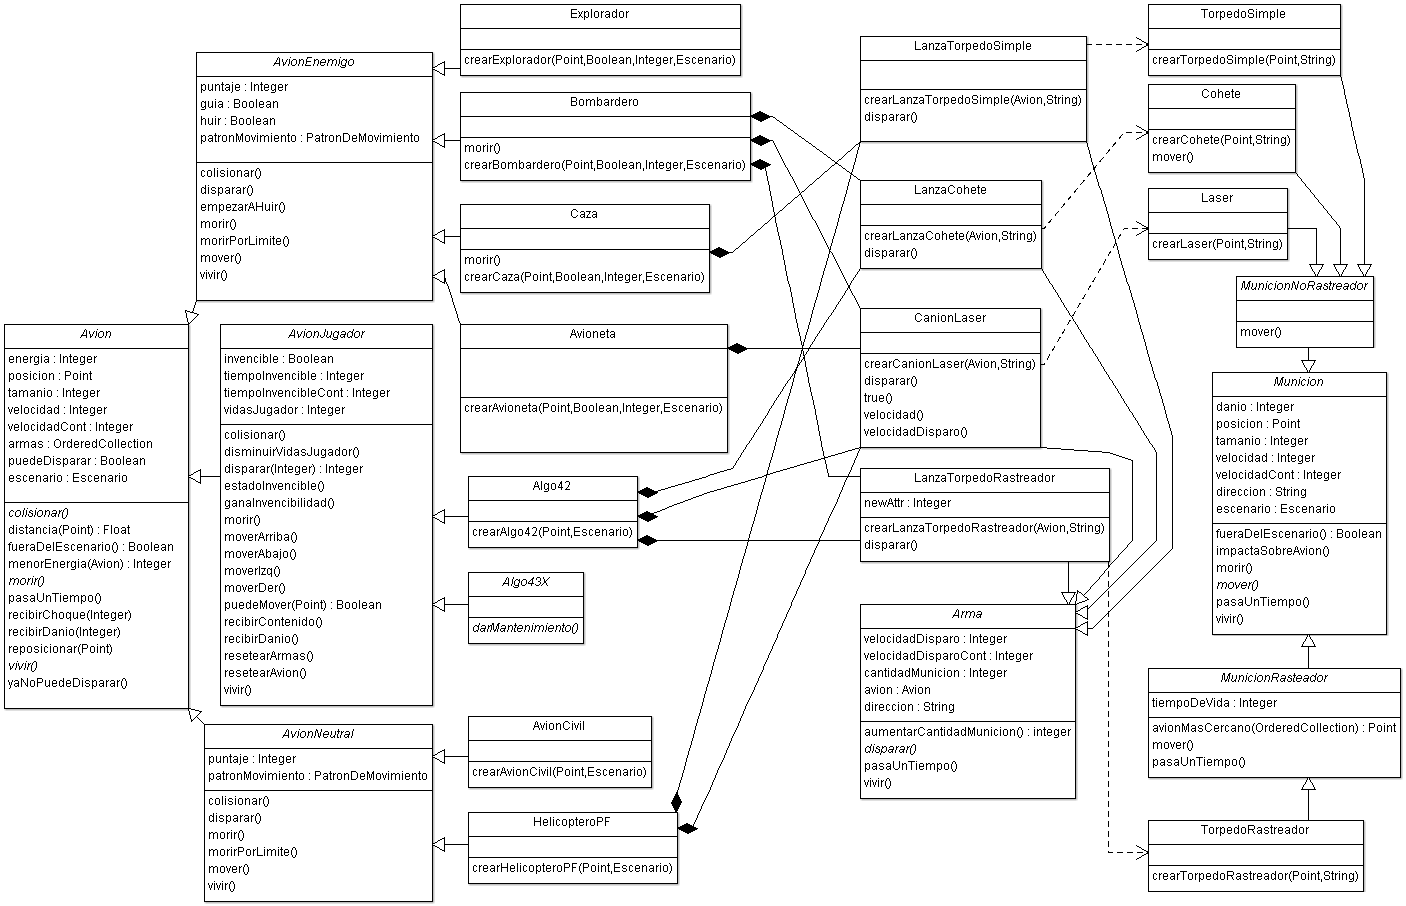 Explorador
crearExplorador(Point,Boolean,Integer,Escenario)
AvionEnemigo
puntaje : Integer
guia : Boolean
huir : Boolean
patronMovimiento : PatronDeMovimiento
colisionar()
disparar()
empezarAHuir()
morir()
morirPorLimite()
mover()
vivir()
Bombardero
morir()
crearBombardero(Point,Boolean,Integer,Escenario)
Caza
morir()
crearCaza(Point,Boolean,Integer,Escenario)
Avioneta
crearAvioneta(Point,Boolean,Integer,Escenario)
Avion
energia : Integer
posicion : Point
tamanio : Integer
velocidad : Integer
velocidadCont : Integer
armas : OrderedCollection
puedeDisparar : Boolean
escenario : Escenario
colisionar()
distancia(Point) : Float
fueraDelEscenario() : Boolean
menorEnergia(Avion) : Integer
morir()
pasaUnTiempo()
recibirChoque(Integer)
recibirDanio(Integer)
reposicionar(Point)
vivir()
yaNoPuedeDisparar()
AvionJugador
invencible : Boolean
tiempoInvencible : Integer
tiempoInvencibleCont : Integer
vidasJugador : Integer
colisionar()
disminuirVidasJugador()
disparar(Integer) : Integer
estadoInvencible()
ganaInvencibilidad()
morir()
moverArriba()
moverAbajo()
moverIzq()
moverDer()
puedeMover(Point) : Boolean
recibirContenido()
recibirDanio()
resetearArmas()
resetearAvion()
vivir()
Algo42
crearAlgo42(Point,Escenario)
Algo43X
darMantenimiento()
AvionNeutral
puntaje : Integer
patronMovimiento : PatronDeMovimiento
colisionar()
disparar()
morir()
morirPorLimite()
mover()
vivir()
AvionCivil
crearAvionCivil(Point,Escenario)
HelicopteroPF
crearHelicopteroPF(Point,Escenario)
LanzaTorpedoSimple
crearLanzaTorpedoSimple(Avion,String)
disparar()
LanzaCohete
crearLanzaCohete(Avion,String)
disparar()
CanionLaser
crearCanionLaser(Avion,String)
disparar()
true()
velocidad()
velocidadDisparo()
LanzaTorpedoRastreador
newAttr : Integer
crearLanzaTorpedoRastreador(Avion,String)
disparar()
Arma
velocidadDisparo : Integer
velocidadDisparoCont : Integer
cantidadMunicion : Integer
avion : Avion
direccion : String
aumentarCantidadMunicion() : integer
disparar()
pasaUnTiempo()
vivir()
TorpedoSimple
crearTorpedoSimple(Point,String)
Cohete
crearCohete(Point,String)
mover()
Laser
crearLaser(Point,String)
MunicionNoRastreador
mover()
Municion
danio : Integer
posicion : Point
tamanio : Integer
velocidad : Integer
velocidadCont : Integer
direccion : String
escenario : Escenario
fueraDelEscenario() : Boolean
impactaSobreAvion()
morir()
mover()
pasaUnTiempo()
vivir()
MunicionRasteador
tiempoDeVida : Integer
avionMasCercano(OrderedCollection) : Point
mover()
pasaUnTiempo()
TorpedoRastreador
crearTorpedoRastreador(Point,String)